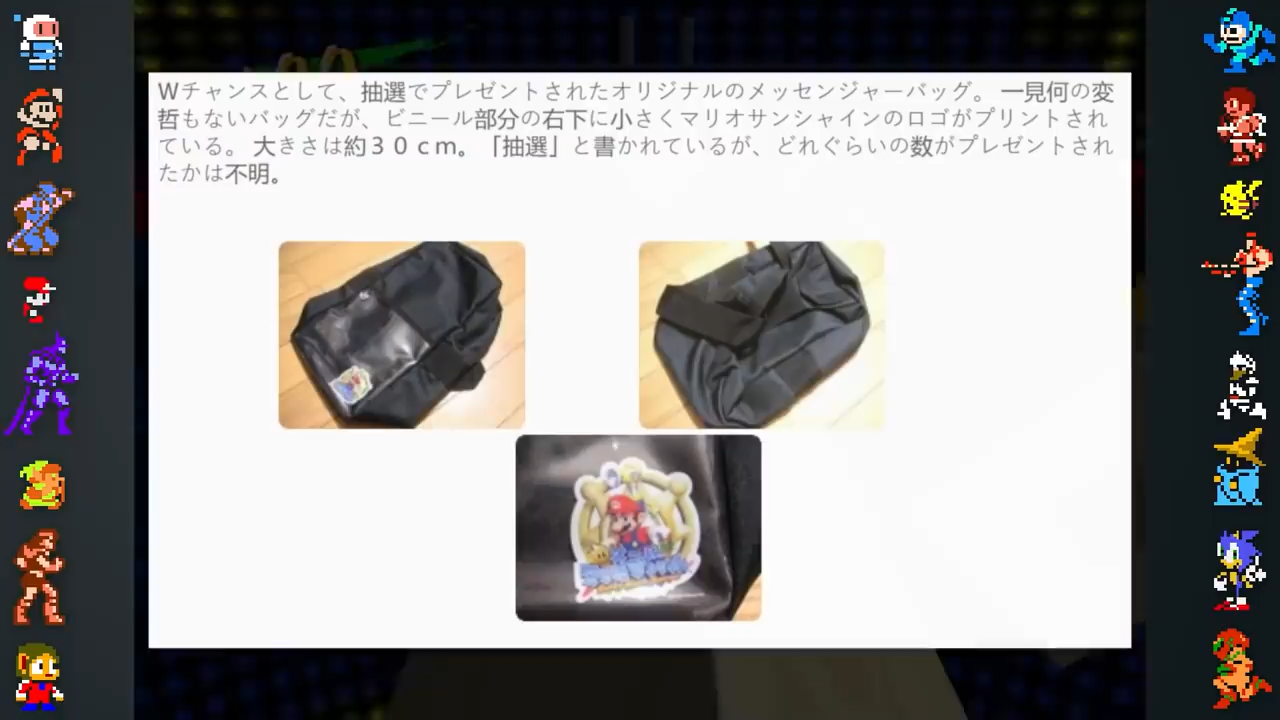 Wチャンスとして、抽選でプレゼントされたオリジナルのメッセンジャーバッグ。 一見何の変
哲もないバッグだが、ビニール部分の右下に小さくマリオサンシャインのロゴがプリントされ
ている。 大きさは約３０ｃｍ。「抽選」と書かれているが、どれぐらいの数がプレゼントされ
たかは不明。